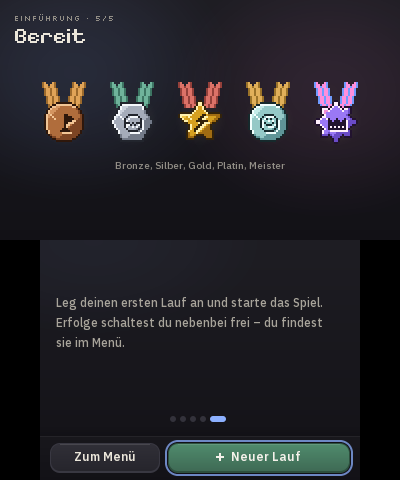 EINFÜHRUNG · 5/5
Bereit
Bronze, Silber, Gold, Platin, Meister
Leg deinen ersten Lauf an und starte das Spiel.
Erfolge schaltest du nebenbei frei – du findest
sie im Menü.
Zum Menü
+ Neuer Lauf